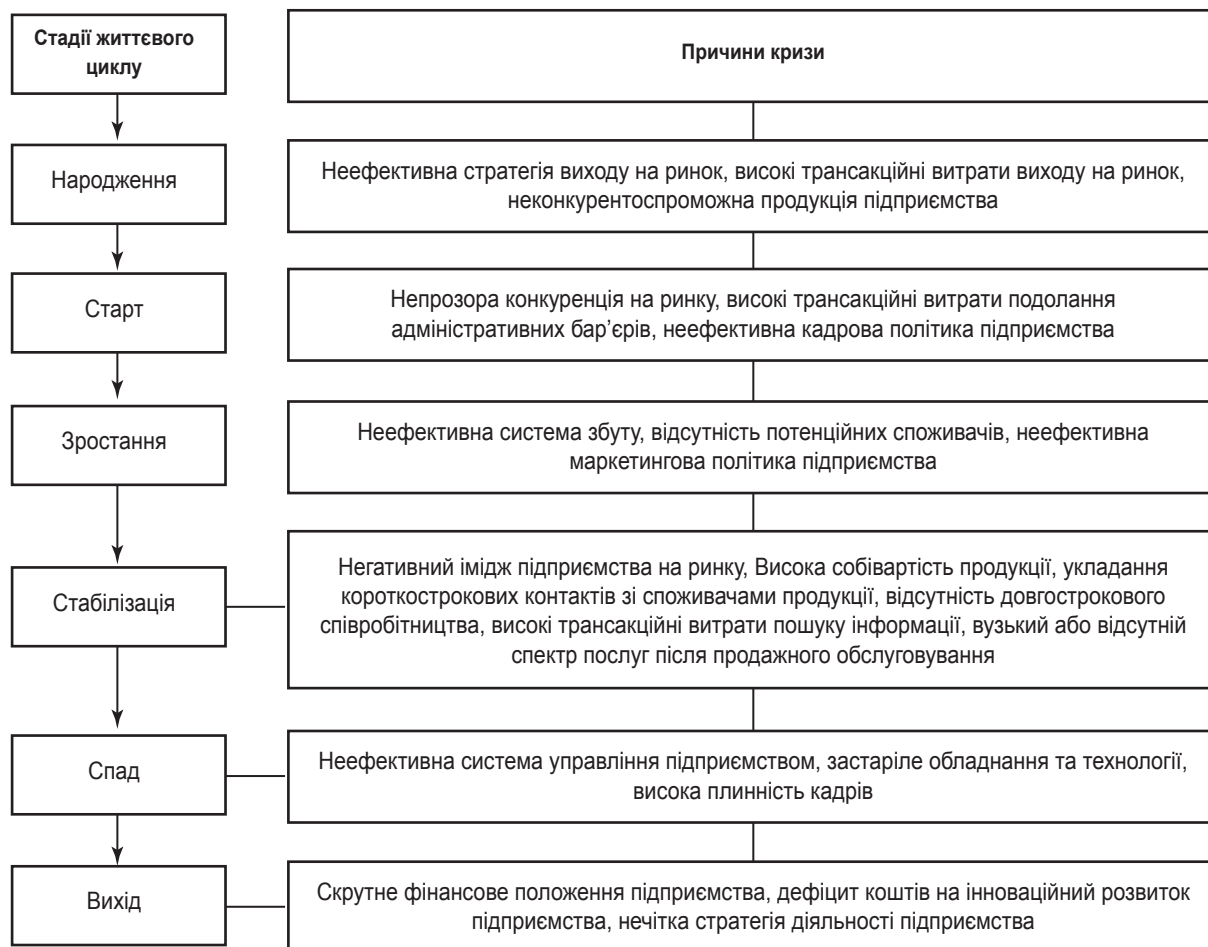 Стадії життєвого
циклу
Причини кризи
Народження
Неефективна стратегія виходу на ринок, високі трансакційні витрати виходу на ринок,
неконкурентоспроможна продукція підприємства
Старт
Непрозора конкуренція на ринку, високі трансакційні витрати подолання
адміністративних бар’єрів, неефективна кадрова політика підприємства
Зростання
Неефективна система збуту, відсутність потенційних споживачів, неефективна
маркетингова політика підприємства
Стабілізація
Негативний імідж підприємства на ринку, Висока собівартість продукції, укладання
короткострокових контактів зі споживачами продукції, відсутність довгострокового
співробітництва, високі трансакційні витрати пошуку інформації, вузький або відсутній
спектр послуг після продажного обслуговування
Спад
Неефективна система управління підприємством, застаріле обладнання та технології,
висока плинність кадрів
Вихід
Скрутне фінансове положення підприємства, дефіцит коштів на інноваційний розвиток
підприємства, нечітка стратегія діяльності підприємства